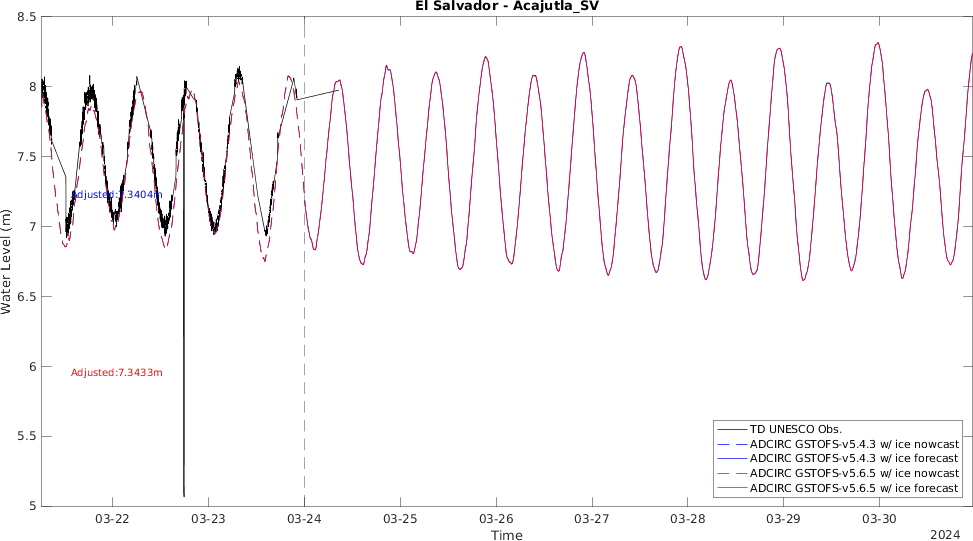 El Salvador - Acajutla_SV
8.5
8
7.5
7
6.5
6
5.5
5
Water Level (m)
Adjusted:7.3404m
Adjusted:7.3433m
TD UNESCO Obs.
ADCIRC GSTOFS-v5.4.3 w/ ice nowcast
ADCIRC GSTOFS-v5.4.3 w/ ice forecast
ADCIRC GSTOFS-v5.6.5 w/ ice nowcast
ADCIRC GSTOFS-v5.6.5 w/ ice forecast
03-22 03-23 03-24 03-25 03-26 03-27 03-28 03-29 03-30
Time
2024